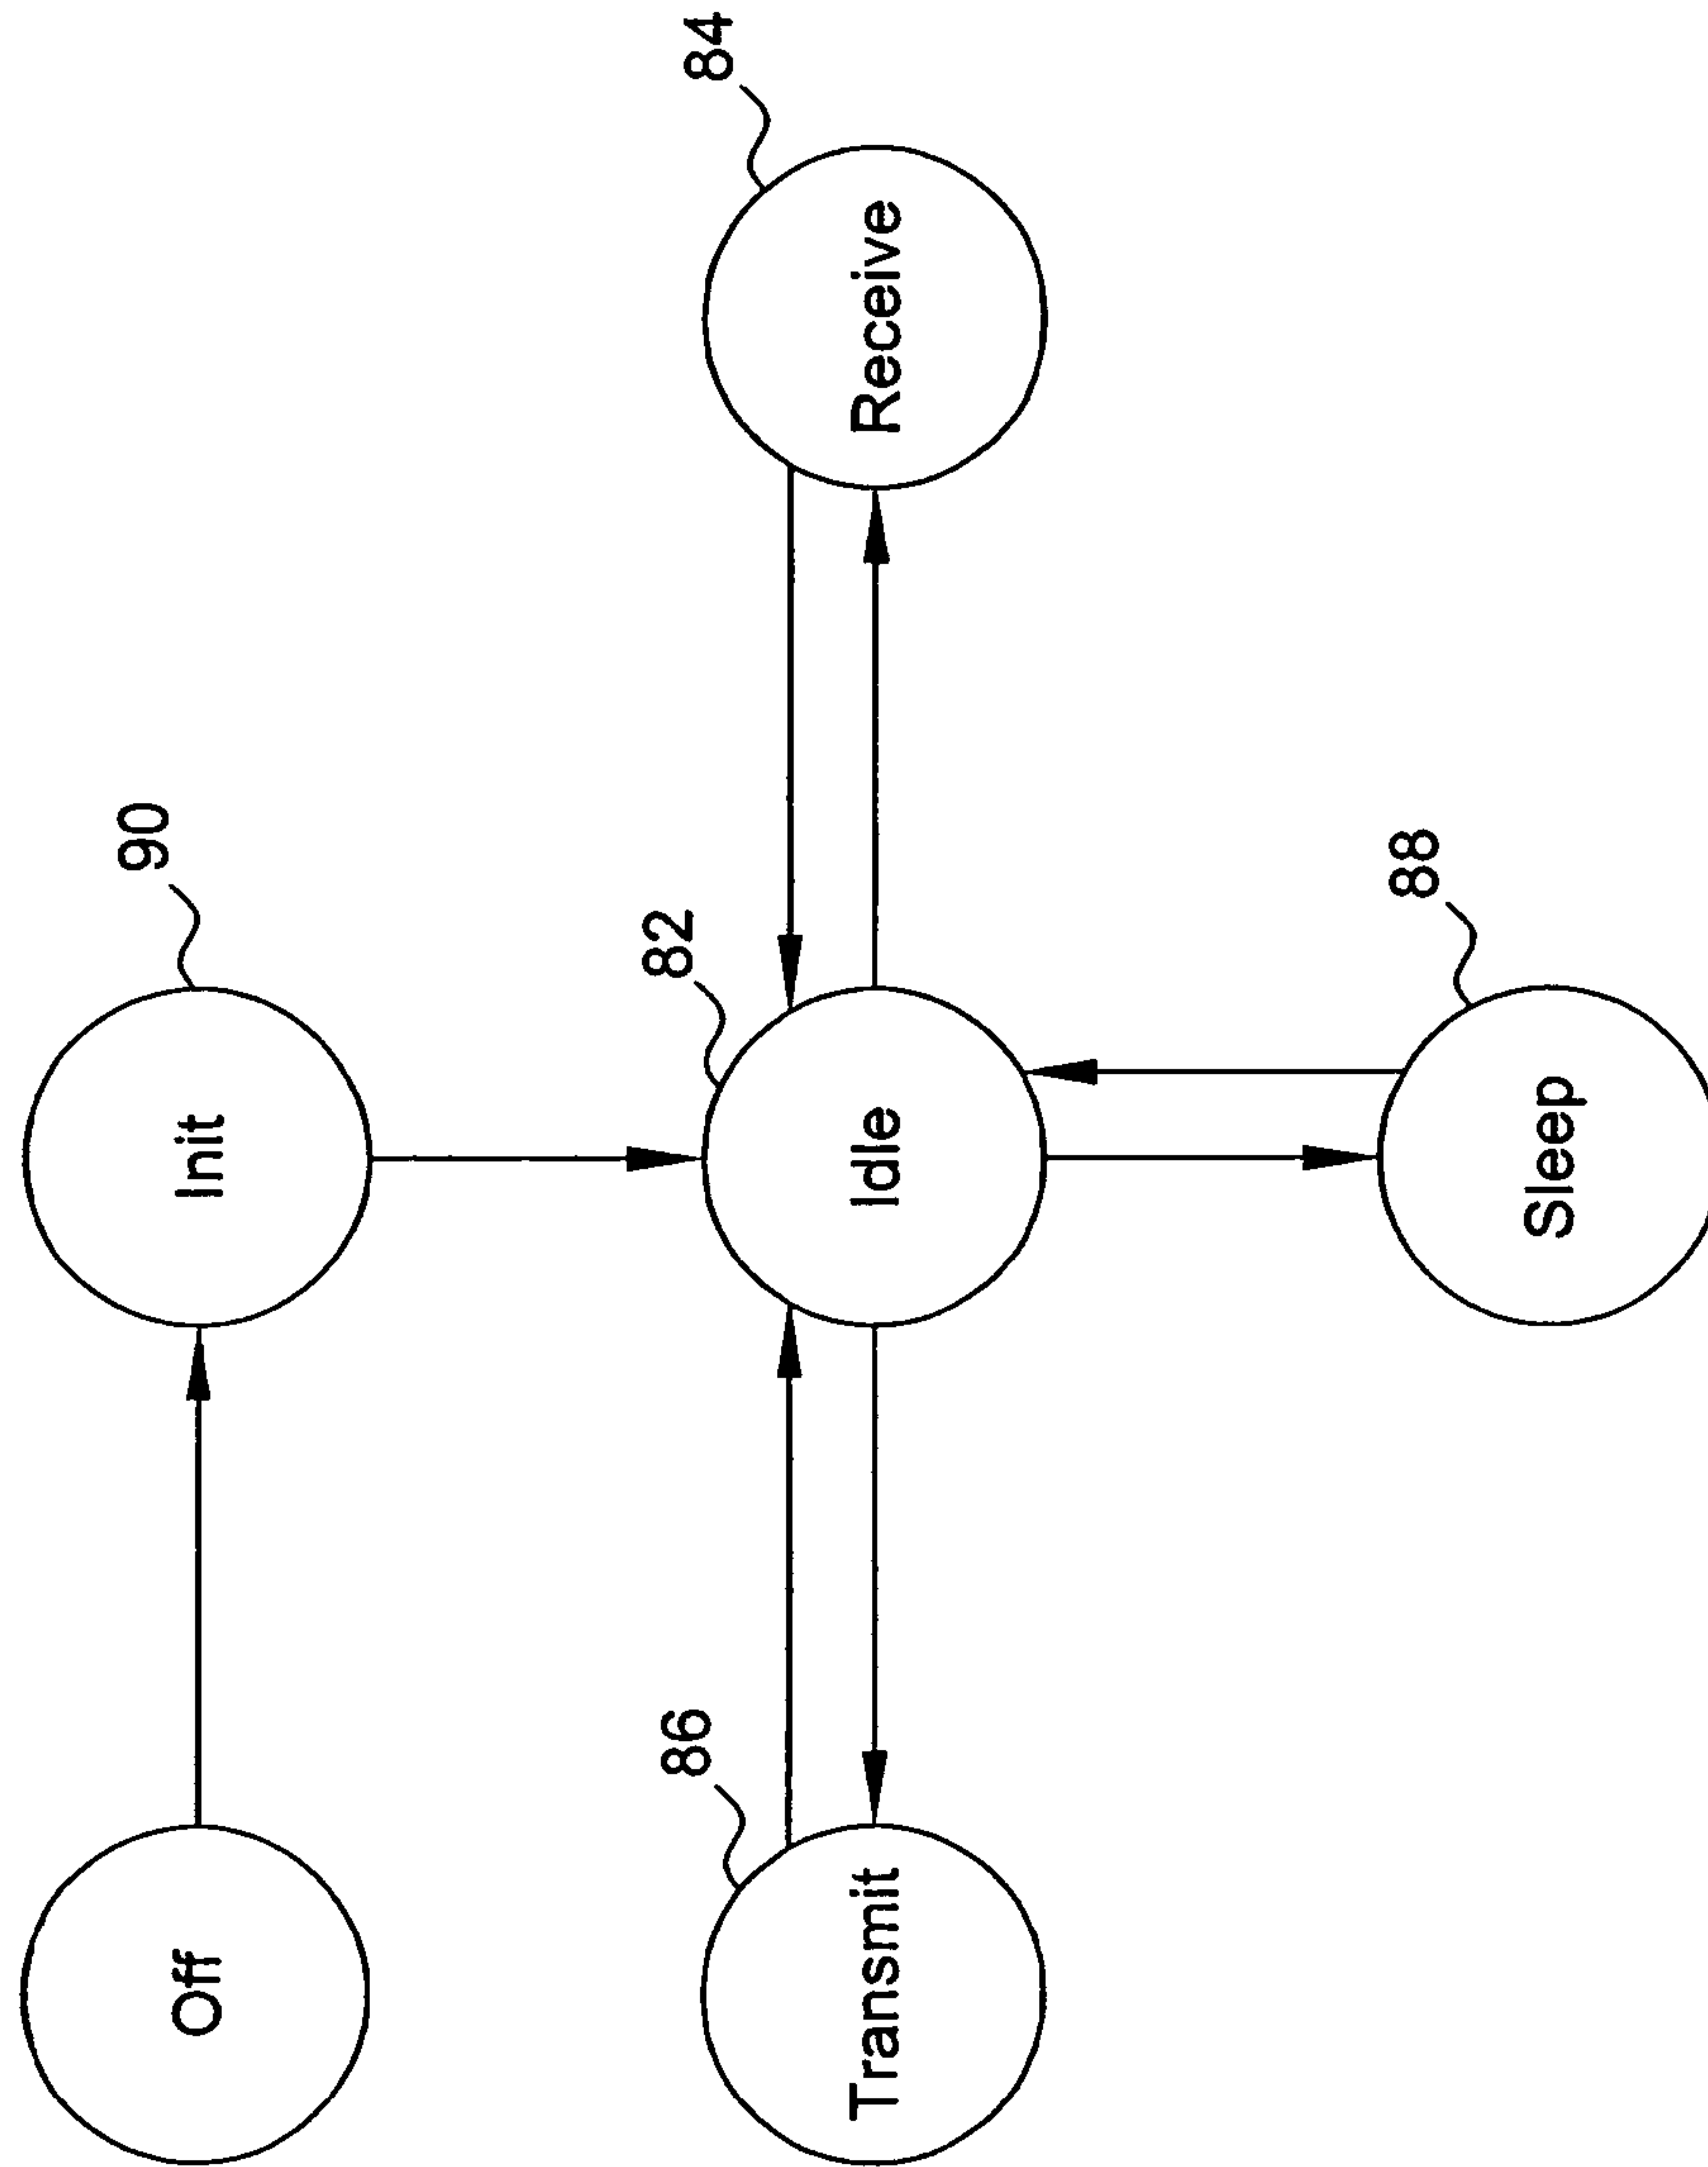 90
Off
Init
82
84
86
Transmit
Idle
Receive
88
Sleep